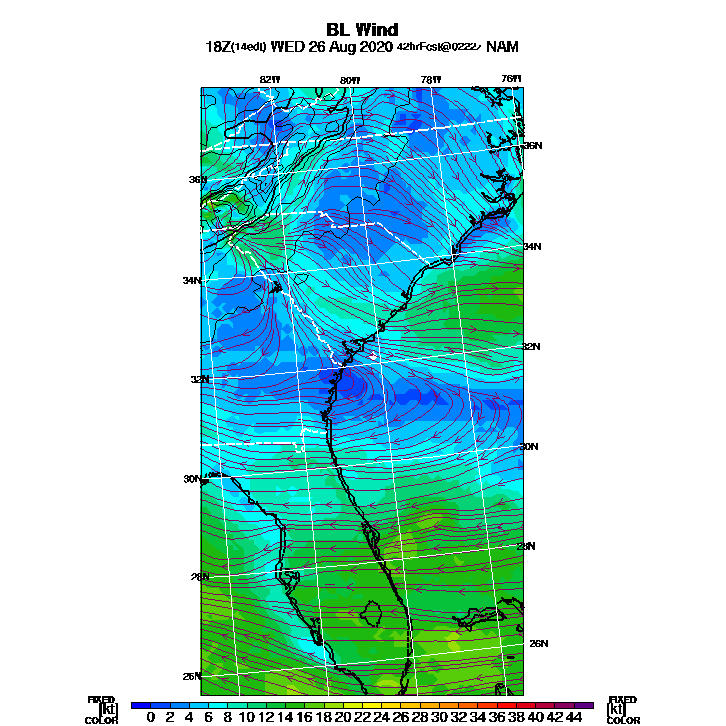 BL Wind
18Z(14edt) WED 26 Aug 2020 42hrFcst@0222z NAM
82W 80W 78W 76W
36N
36N
34N
34N
32N
32N
30N
30N
28N
28N
26N
26N
FIXED FIXED
[kt] 0 2 4 6 8 10 12 14 16 18 20 22 24 26 28 30 32 34 36 38 40 42 44 [kt]
COLOR COLOR